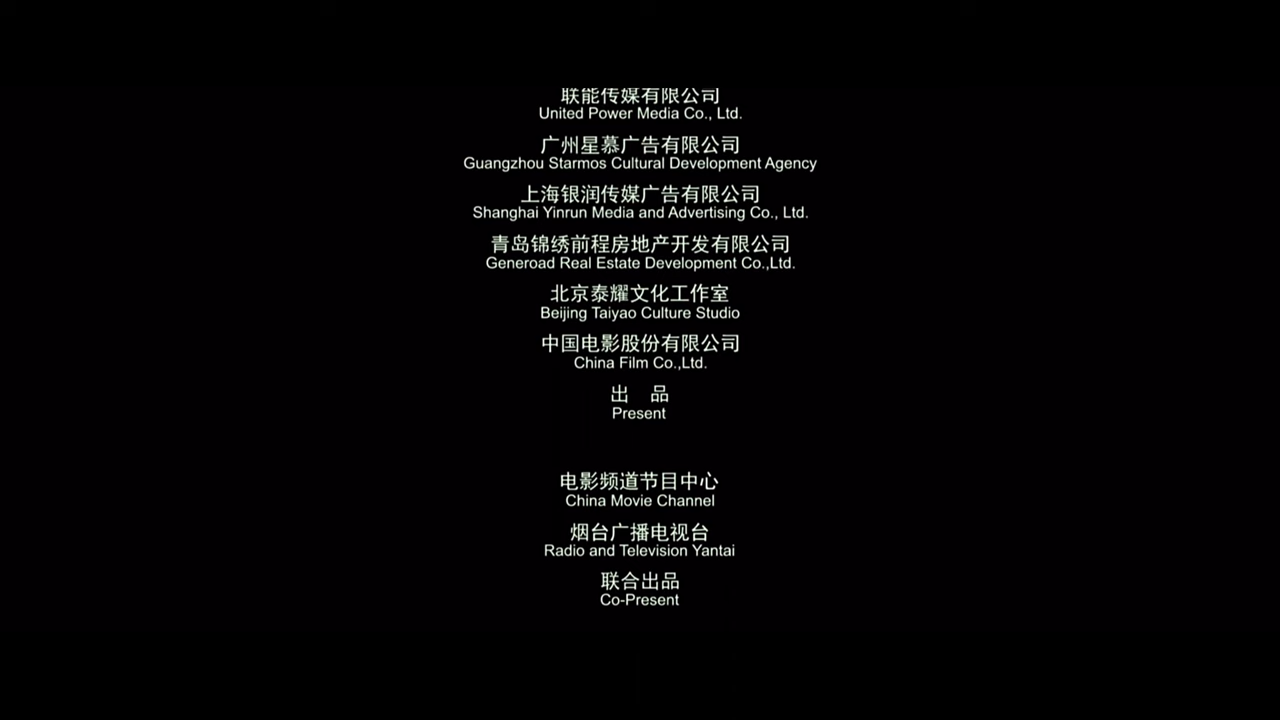 联能传媒有限公司
United Power Media Co., Ltd.
广州星慕广告有限公司
Guangzhou Starmos Cultural Development Agency
上海银润传媒广告有限公司
Shanghai Yinrun Media and Advertising Co., Ltd.
青岛锦绣前程房地产开发有限公司
Generoad Real Estate Development Co.,Ltd.
北京泰耀文化工作室
Beijing Taiyao Culture Studio
中国电影股份有限公司
China Film Co.,Ltd.
出 品
Present
电影频道节目中心
China Movie Channel
烟台广播电视台
Radio and Television Yantai
联合出品
Co-Present